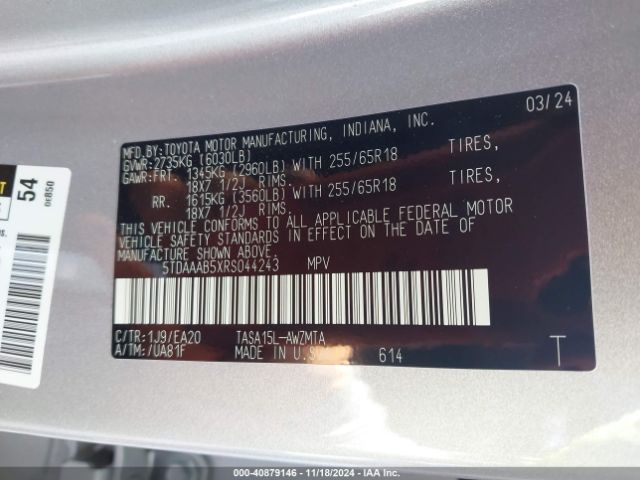 03/24
MFD.BY:TOYOTA MOTOR MANUFACTURING, INDIANA, INC.
GVWR:2735KG (6030LB)
GAWR:FRT. 1345KG (2960LB) WITH 255/65R18 TIRES,
18X7 1/2J RIMS.
RR. 1615KG (3560LB) WITH 255/65R18 TIRES,
18X7 1/2J RIMS.
THIS VEHICLE CONFORMS TO ALL APPLICABLE FEDERAL MOTOR
VEHICLE SAFETY STANDARDS IN EFFECT ON THE DATE OF
MANUFACTURE SHOWN ABOVE.
5TDAAAB5XRS044243 MPV
C/TR:1J9/EA20 TASA15L-AWZMTA
A/TM:/UA81F MADE IN U.S. 614 T
54
0E850
40879146 - 11/18/2024 - IAA, Inc.